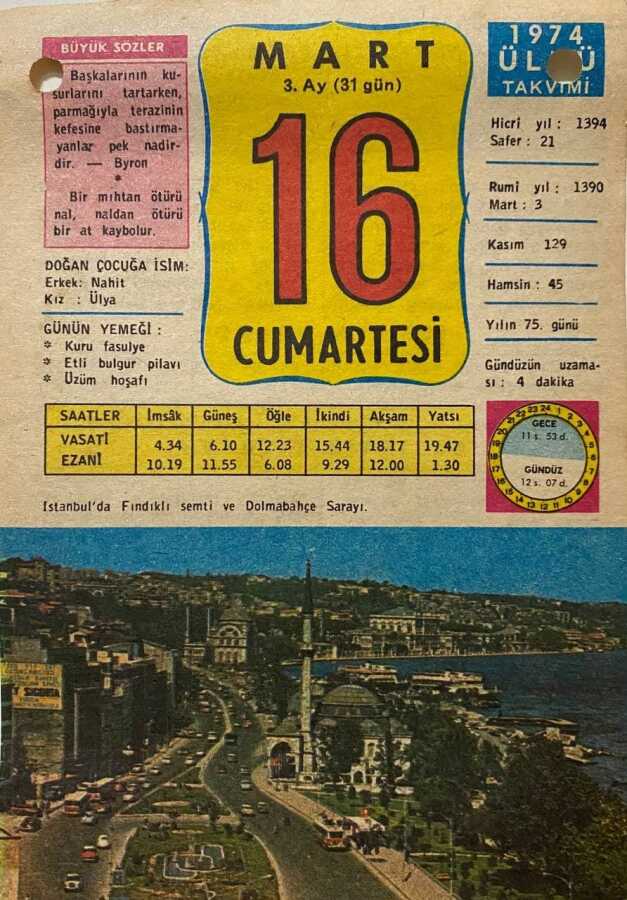 BÜYÜK SÖZLER
Başkalarının ku-
surlarını tartarken,
parmağıyla terazinin
kefesine bastırma-
yanlar pek nadir-
dir. — Byron
*
Bir mıhtan ötürü
nal, naldan ötürü
bir at kaybolur.
DOĞAN ÇOCUĞA İSİM:
Erkek: Nahit
Kız : Ülya
GÜNÜN YEMEĞİ :
* Kuru fasulye
* Etli bulgur pilavı
* Üzüm hoşafı
MART
3. Ay (31 gün)
16
CUMARTESİ
1974
ÜLKÜ
TAKVİMİ
Hicrî yıl : 1394
Safer : 21
Rumî yıl : 1390
Mart : 3
Kasım 129
Hamsin : 45
Yılın 75. günü
Gündüzün uzama-
sı : 4 dakika
SAATLER İmsâk Güneş Öğle İkindi Akşam Yatsı
VASATİ 4.34 6.10 12.23 15.44 18.17 19.47
EZANİ 10.19 11.55 6.08 9.29 12.00 1.30
GECE
11 s. 53 d.
GÜNDÜZ
12 s. 07 d.
İstanbul'da Fındıklı semti ve Dolmabahçe Sarayı.